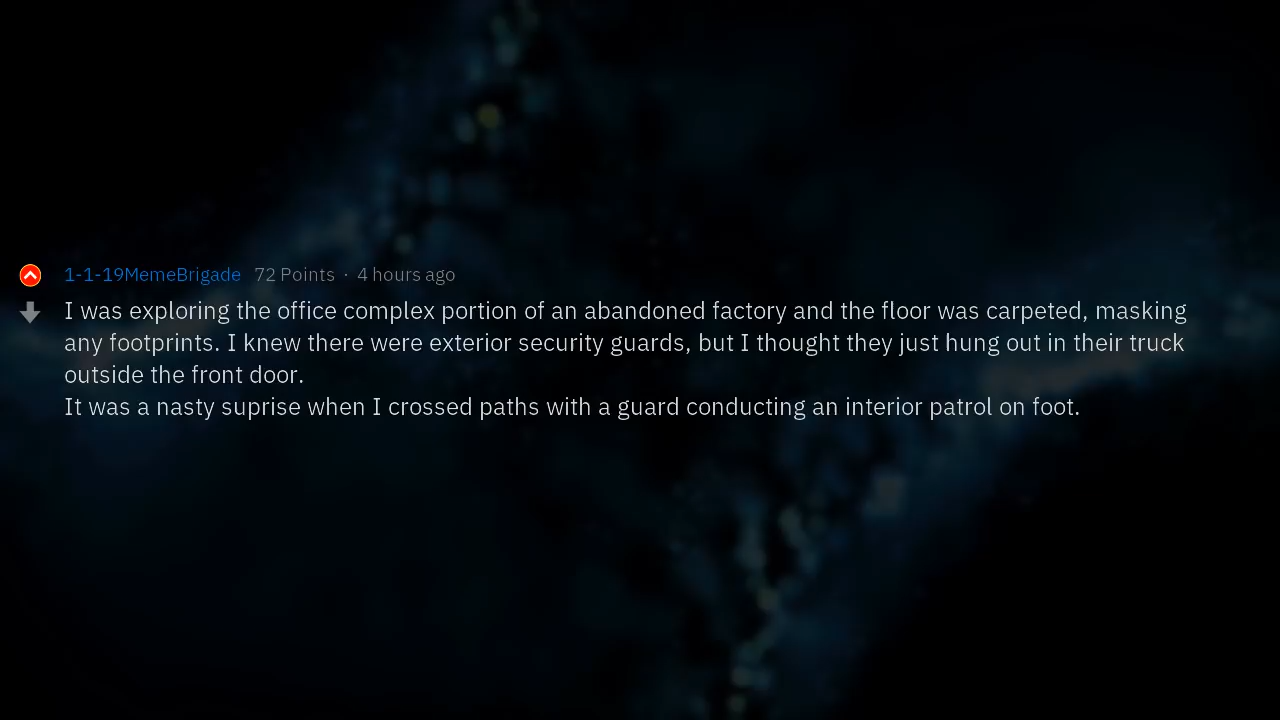 1-1-19MemeBrigade 72 Points · 4 hours ago
I was exploring the office complex portion of an abandoned factory and the floor was carpeted, masking
any footprints. I knew there were exterior security guards, but I thought they just hung out in their truck
outside the front door.
It was a nasty suprise when I crossed paths with a guard conducting an interior patrol on foot.